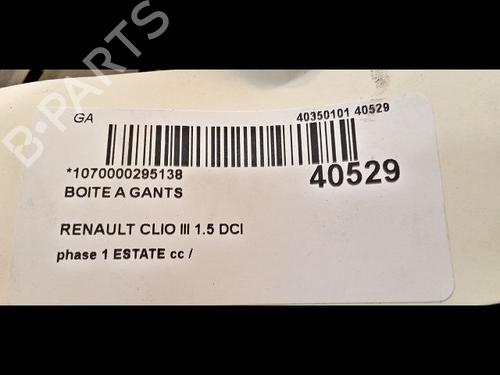 GA
40350101 40529
*1070000295138
40529
BOITE A GANTS
RENAULT CLIO III 1.5 DCI
phase 1 ESTATE cc /
B-PARTS